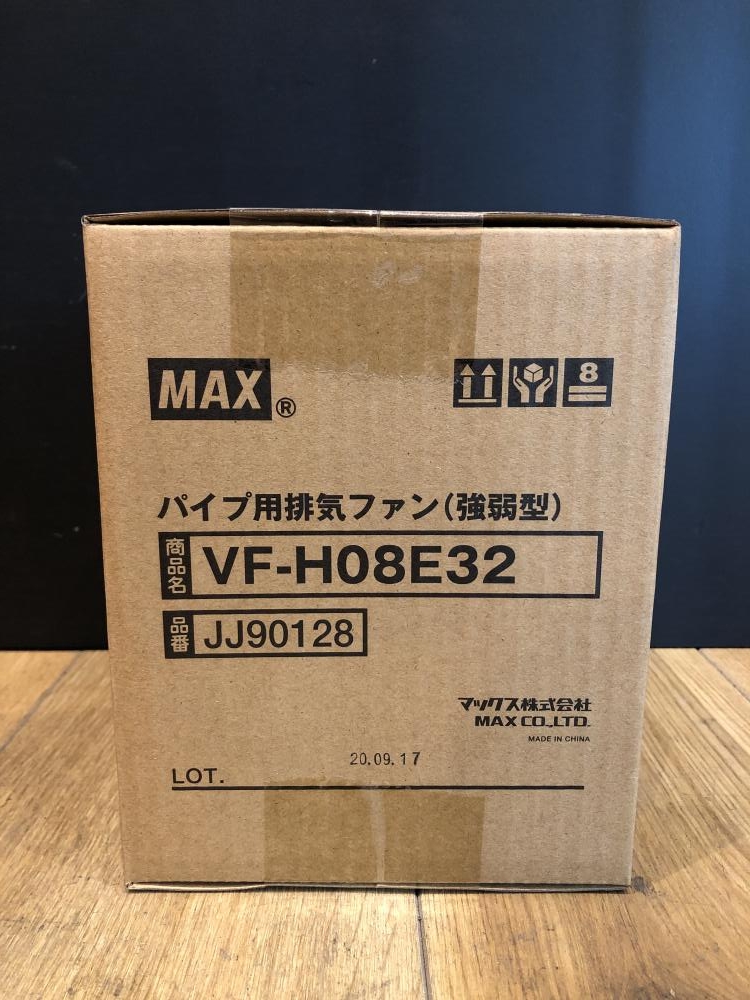 MAX®
8
パイプ用排気ファン(強弱型)
商品名 VF-H08E32
品番 JJ90128
マックス株式会社
MAX CO.,LTD.
MADE IN CHINA
20.09.17
LOT.